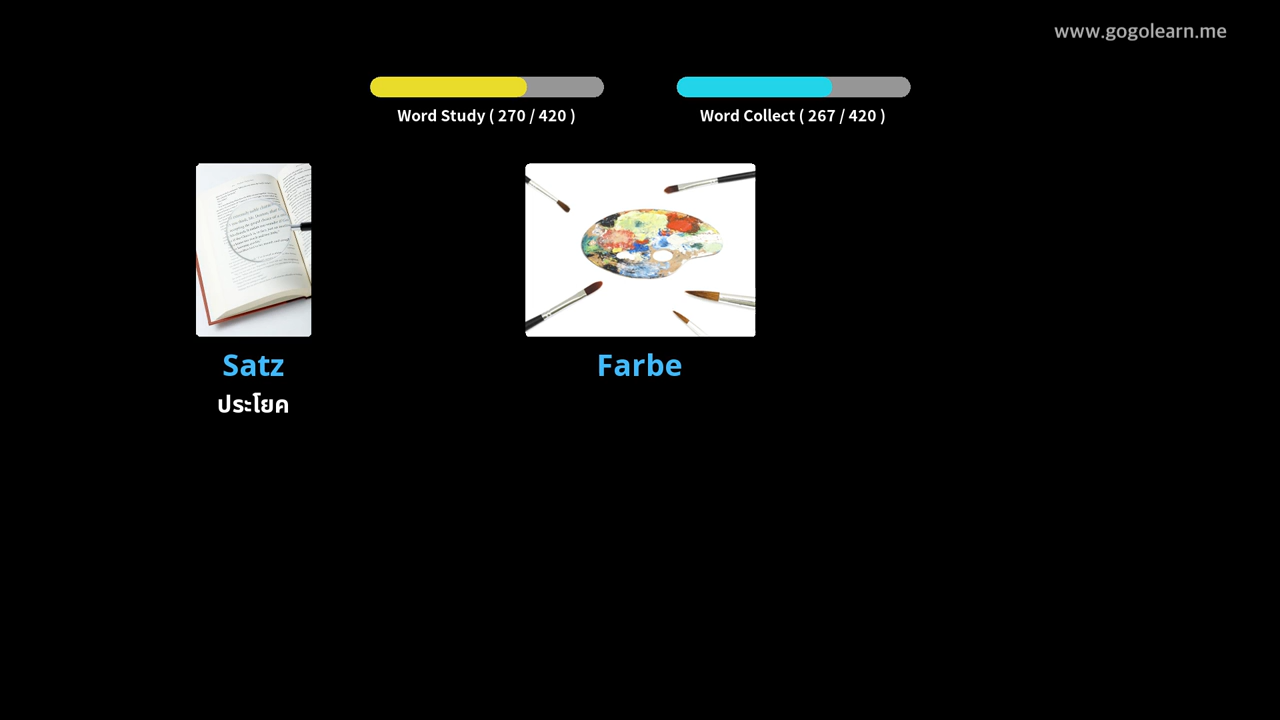 www.gogolearn.me
Word Study ( 270 / 420 )
Word Collect ( 267 / 420 )
Satz
Farbe
ประโยค